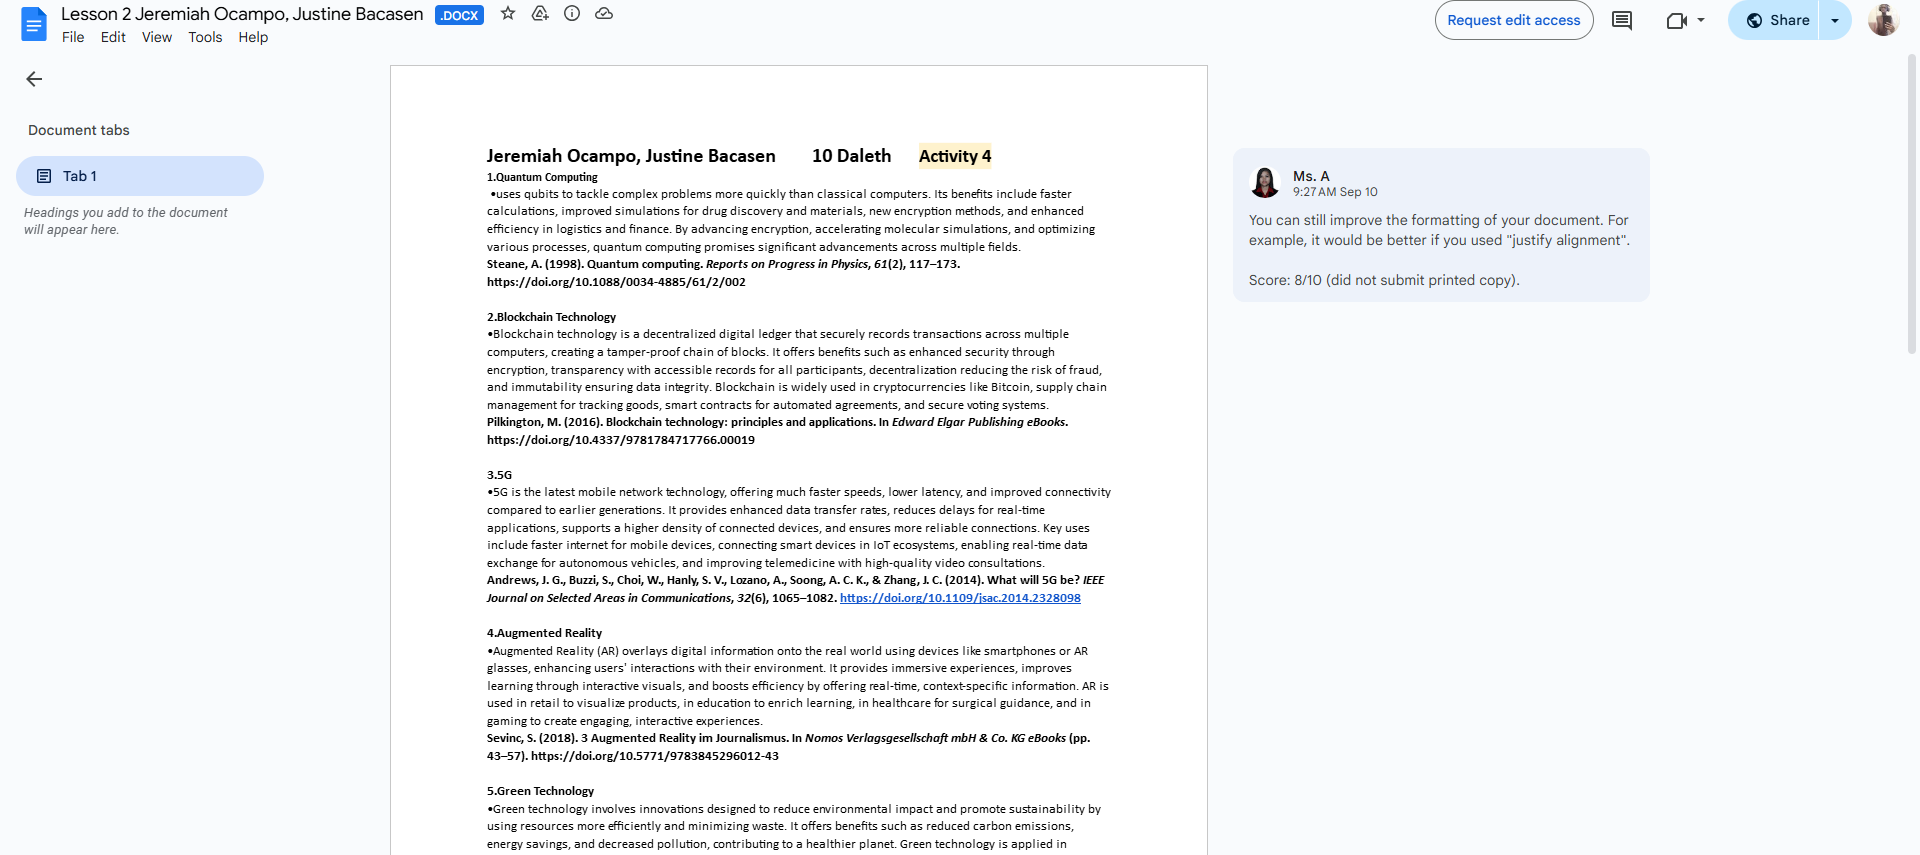 Lesson 2 Jeremiah Ocampo, Justine Bacasen .DOCX
File Edit View Tools Help
Request edit access
Share
Document tabs
Tab 1
Headings you add to the document
will appear here.
Jeremiah Ocampo, Justine Bacasen 10 Daleth Activity 4
1.Quantum Computing
•uses qubits to tackle complex problems more quickly than classical computers. Its benefits include faster
calculations, improved simulations for drug discovery and materials, new encryption methods, and enhanced
efficiency in logistics and finance. By advancing encryption, accelerating molecular simulations, and optimizing
various processes, quantum computing promises significant advancements across multiple fields.
Steane, A. (1998). Quantum computing. Reports on Progress in Physics, 61(2), 117–173.
https://doi.org/10.1088/0034-4885/61/2/002
2.Blockchain Technology
•Blockchain technology is a decentralized digital ledger that securely records transactions across multiple
computers, creating a tamper-proof chain of blocks. It offers benefits such as enhanced security through
encryption, transparency with accessible records for all participants, decentralization reducing the risk of fraud,
and immutability ensuring data integrity. Blockchain is widely used in cryptocurrencies like Bitcoin, supply chain
management for tracking goods, smart contracts for automated agreements, and secure voting systems.
Pilkington, M. (2016). Blockchain technology: principles and applications. In Edward Elgar Publishing eBooks.
https://doi.org/10.4337/9781784717766.00019
3.5G
•5G is the latest mobile network technology, offering much faster speeds, lower latency, and improved connectivity
compared to earlier generations. It provides enhanced data transfer rates, reduces delays for real-time
applications, supports a higher density of connected devices, and ensures more reliable connections. Key uses
include faster internet for mobile devices, connecting smart devices in IoT ecosystems, enabling real-time data
exchange for autonomous vehicles, and improving telemedicine with high-quality video consultations.
Andrews, J. G., Buzzi, S., Choi, W., Hanly, S. V., Lozano, A., Soong, A. C. K., & Zhang, J. C. (2014). What will 5G be? IEEE
Journal on Selected Areas in Communications, 32(6), 1065–1082. https://doi.org/10.1109/jsac.2014.2328098
4.Augmented Reality
•Augmented Reality (AR) overlays digital information onto the real world using devices like smartphones or AR
glasses, enhancing users' interactions with their environment. It provides immersive experiences, improves
learning through interactive visuals, and boosts efficiency by offering real-time, context-specific information. AR is
used in retail to visualize products, in education to enrich learning, in healthcare for surgical guidance, and in
gaming to create engaging, interactive experiences.
Sevinc, S. (2018). 3 Augmented Reality im Journalismus. In Nomos Verlagsgesellschaft mbH & Co. KG eBooks (pp.
43–57). https://doi.org/10.5771/9783845296012-43
5.Green Technology
•Green technology involves innovations designed to reduce environmental impact and promote sustainability by
using resources more efficiently and minimizing waste. It offers benefits such as reduced carbon emissions,
energy savings, and decreased pollution, contributing to a healthier planet. Green technology is applied in
Ms. A
9:27 AM Sep 10
You can still improve the formatting of your document. For
example, it would be better if you used "justify alignment".
Score: 8/10 (did not submit printed copy).